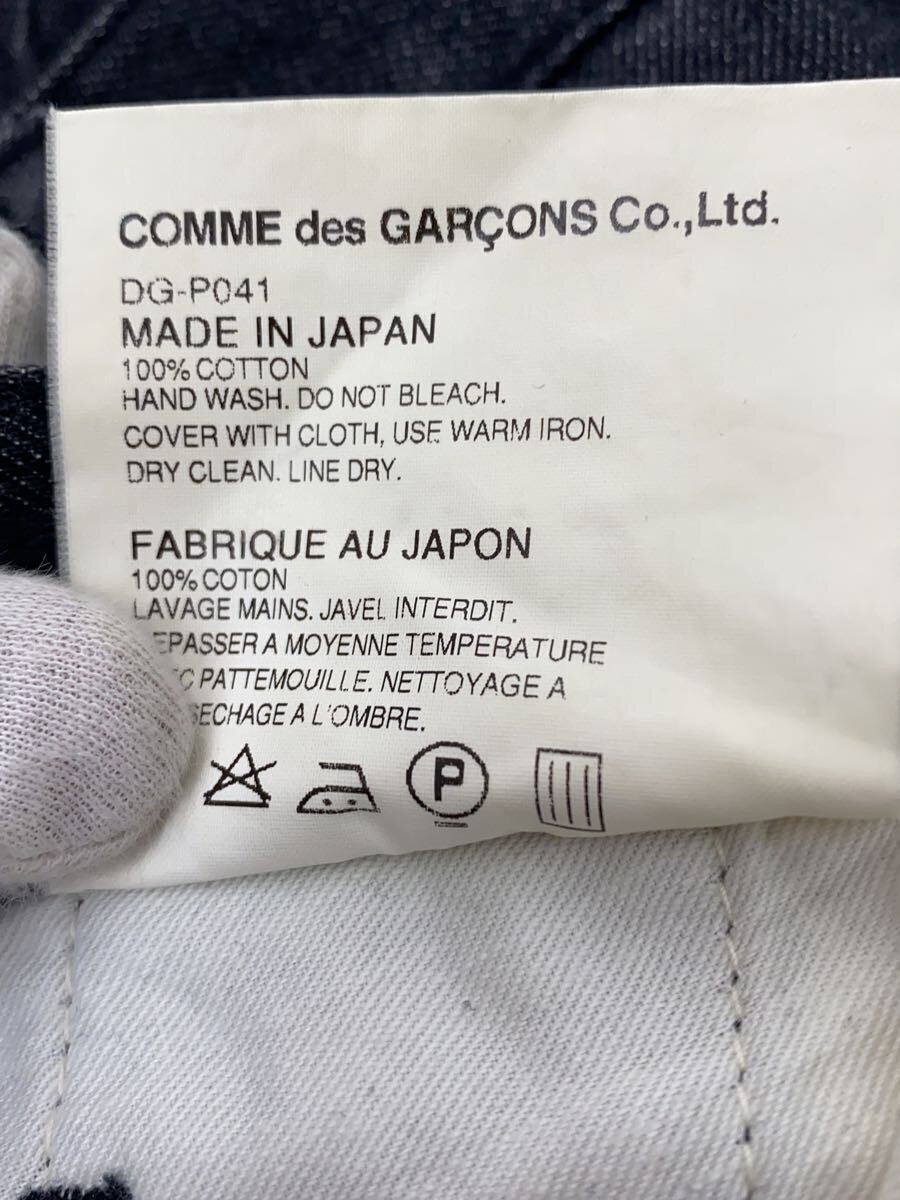 COMME des GARÇONS Co.,Ltd.
DG-P041
MADE IN JAPAN
100% COTTON
HAND WASH. DO NOT BLEACH.
COVER WITH CLOTH, USE WARM IRON.
DRY CLEAN. LINE DRY.
FABRIQUE AU JAPON
100% COTON
LAVAGE MAINS. JAVEL INTERDIT.
EPASSER A MOYENNE TEMPERATURE
C PATTEMOUILLE. NETTOYAGE A
SECHAGE A L'OMBRE.
P